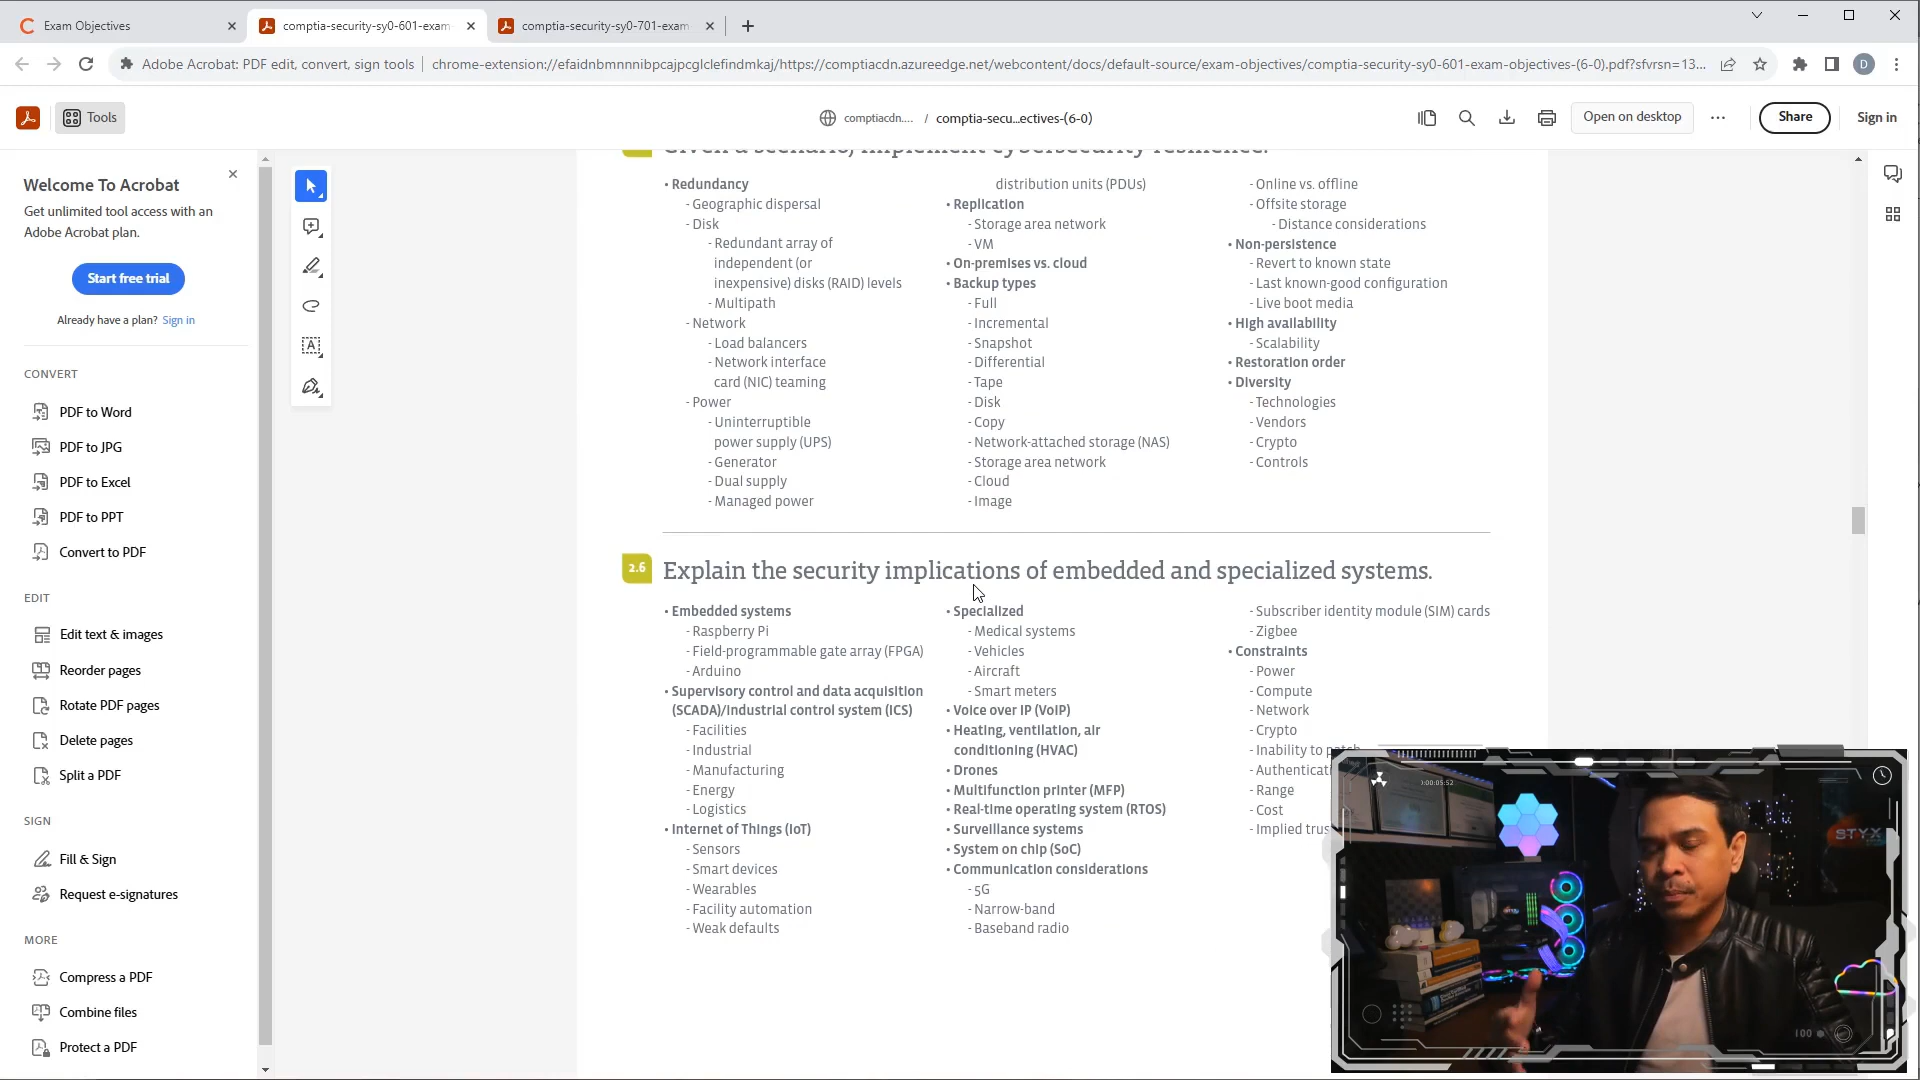 Exam Objectives
comptia-security-sy0-601-exam-
comptia-security-sy0-701-exam
Adobe Acrobat: PDF edit, convert, sign tools
chrome-extension://efaidnbmnnnibpcajpcglclefindmkaj/https://comptiacdn.azureedge.net/webcontent/docs/default-source/exam-objectives/comptia-security-sy0-601-exam-objectives-(6-0).pdf?sfvrsn=13...
D
Tools
comptiacdn.... / comptia-secu...ectives-(6-0)
Open on desktop
Share
Sign in
Welcome To Acrobat
Get unlimited tool access with an
Adobe Acrobat plan.
Start free trial
Already have a plan? Sign in
CONVERT
PDF to Word
PDF to JPG
PDF to Excel
PDF to PPT
Convert to PDF
EDIT
Edit text & images
Reorder pages
Rotate PDF pages
Delete pages
Split a PDF
SIGN
Fill & Sign
Request e-signatures
MORE
Compress a PDF
Combine files
Protect a PDF
Given a scenario, implement cybersecurity resilience.
• Redundancy
- Geographic dispersal
- Disk
- Redundant array of
independent (or
inexpensive) disks (RAID) levels
- Multipath
- Network
- Load balancers
- Network interface
card (NIC) teaming
- Power
- Uninterruptible
power supply (UPS)
- Generator
- Dual supply
- Managed power
distribution units (PDUs)
• Replication
- Storage area network
- VM
• On-premises vs. cloud
• Backup types
- Full
- Incremental
- Snapshot
- Differential
- Tape
- Disk
- Copy
- Network-attached storage (NAS)
- Storage area network
- Cloud
- Image
- Online vs. offline
- Offsite storage
- Distance considerations
• Non-persistence
- Revert to known state
- Last known-good configuration
- Live boot media
• High availability
- Scalability
• Restoration order
• Diversity
- Technologies
- Vendors
- Crypto
- Controls
2.6 Explain the security implications of embedded and specialized systems.
• Embedded systems
- Raspberry Pi
- Field-programmable gate array (FPGA)
- Arduino
• Supervisory control and data acquisition
(SCADA)/industrial control system (ICS)
- Facilities
- Industrial
- Manufacturing
- Energy
- Logistics
• Internet of Things (IoT)
- Sensors
- Smart devices
- Wearables
- Facility automation
- Weak defaults
• Specialized
- Medical systems
- Vehicles
- Aircraft
- Smart meters
• Voice over IP (VoIP)
• Heating, ventilation, air
conditioning (HVAC)
• Drones
• Multifunction printer (MFP)
• Real-time operating system (RTOS)
• Surveillance systems
• System on chip (SoC)
• Communication considerations
- 5G
- Narrow-band
- Baseband radio
- Subscriber identity module (SIM) cards
- Zigbee
• Constraints
- Power
- Compute
- Network
- Crypto
- Inability to patch
- Authenticati
- Range
- Cost
- Implied trus
STYX
100